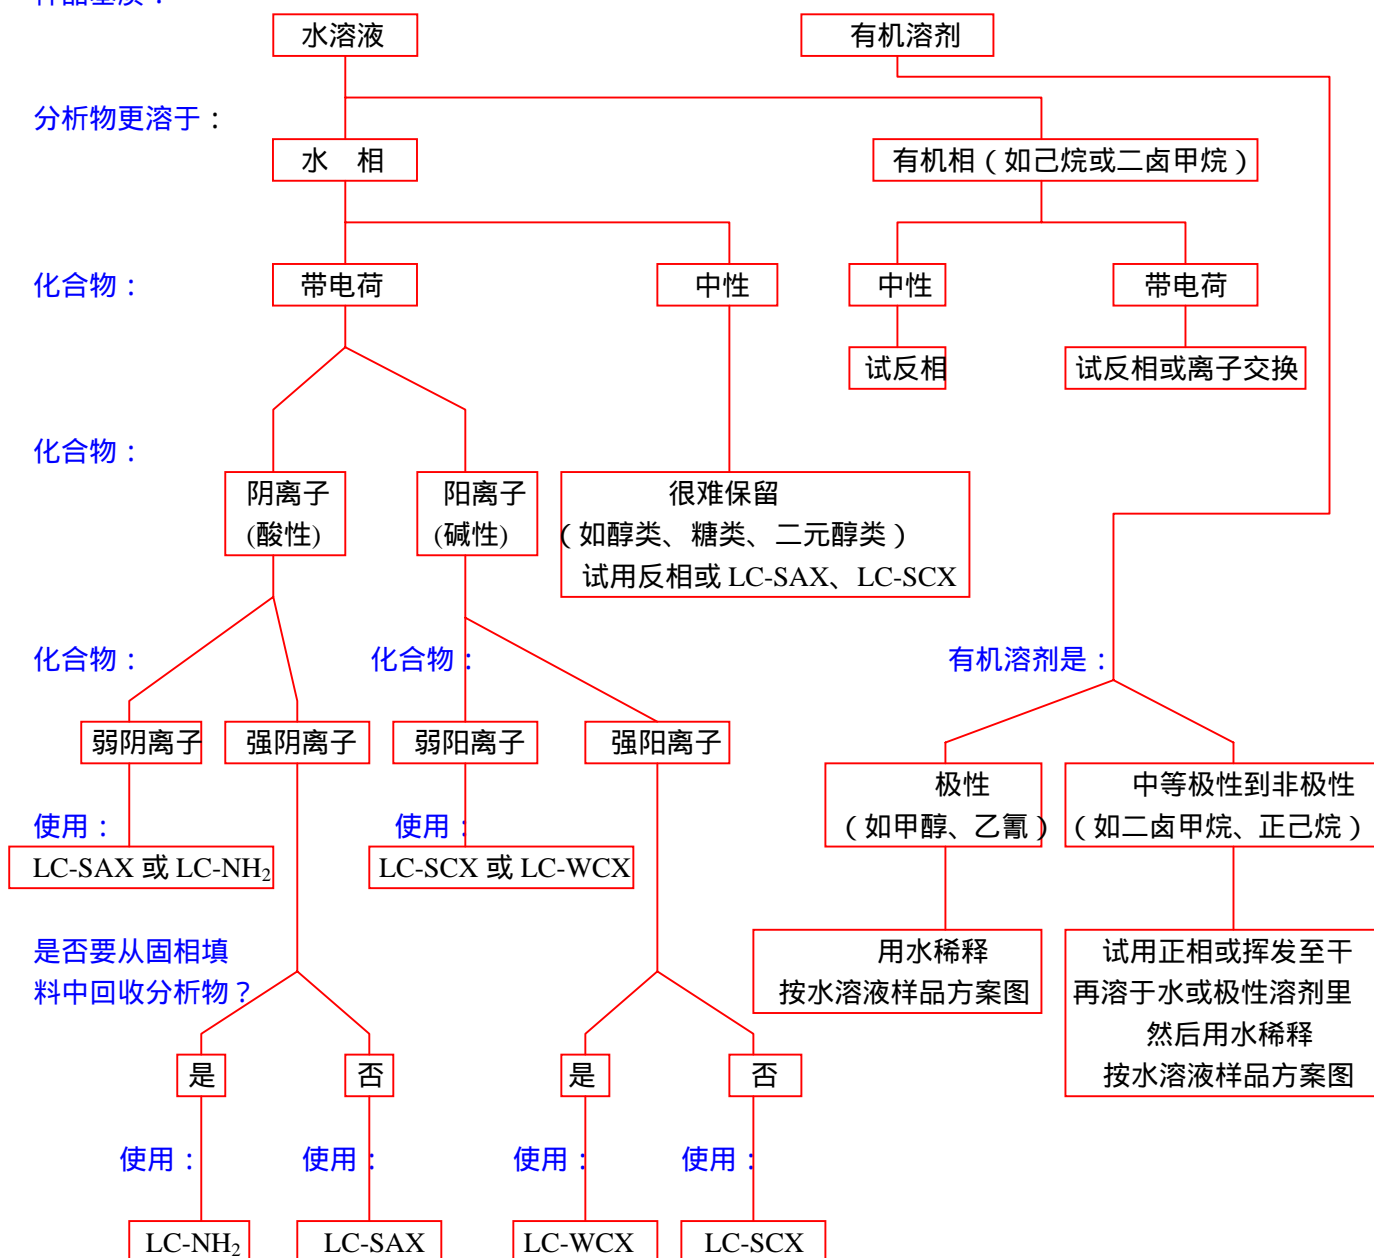 样品基质：
水溶液
有机溶剂
分析物更溶于：
水 相
有机相（如己烷或二卤甲烷）
化合物：
带电荷
中性
中性
带电荷
试反相
试反相或离子交换
化合物：
阴离子
(酸性)
阳离子
(碱性)
很难保留
（如醇类、糖类、二元醇类）
试用反相或 LC-SAX、LC-SCX
化合物：
化合物：
有机溶剂是：
弱阴离子
强阴离子
弱阳离子
强阳离子
极性
（如甲醇、乙氰）
中等极性到非极性
（如二卤甲烷、正己烷）
使用：
使用：
LC-SAX 或 LC-NH₂
LC-SCX 或 LC-WCX
是否要从固相填
料中回收分析物？
用水稀释
按水溶液样品方案图
试用正相或挥发至干
再溶于水或极性溶剂里
然后用水稀释
按水溶液样品方案图
是
否
是
否
使用：
使用：
使用：
使用：
LC-NH₂
LC-SAX
LC-WCX
LC-SCX